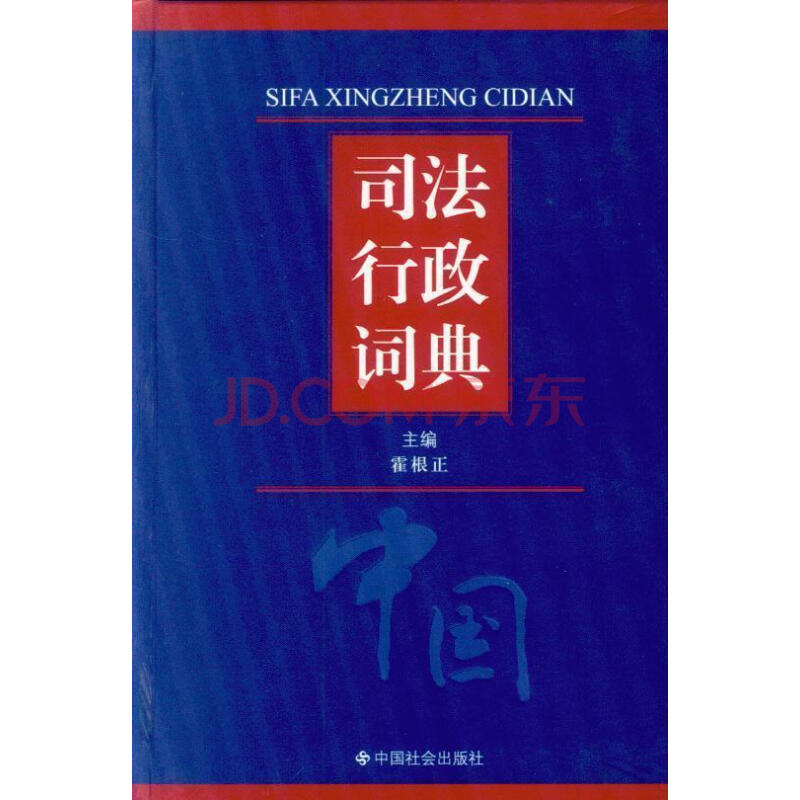 SIFA XINGZHENG CIDIAN
司法
行政
词典
JD.COM京东
主编
霍根正
中国
中国社会出版社